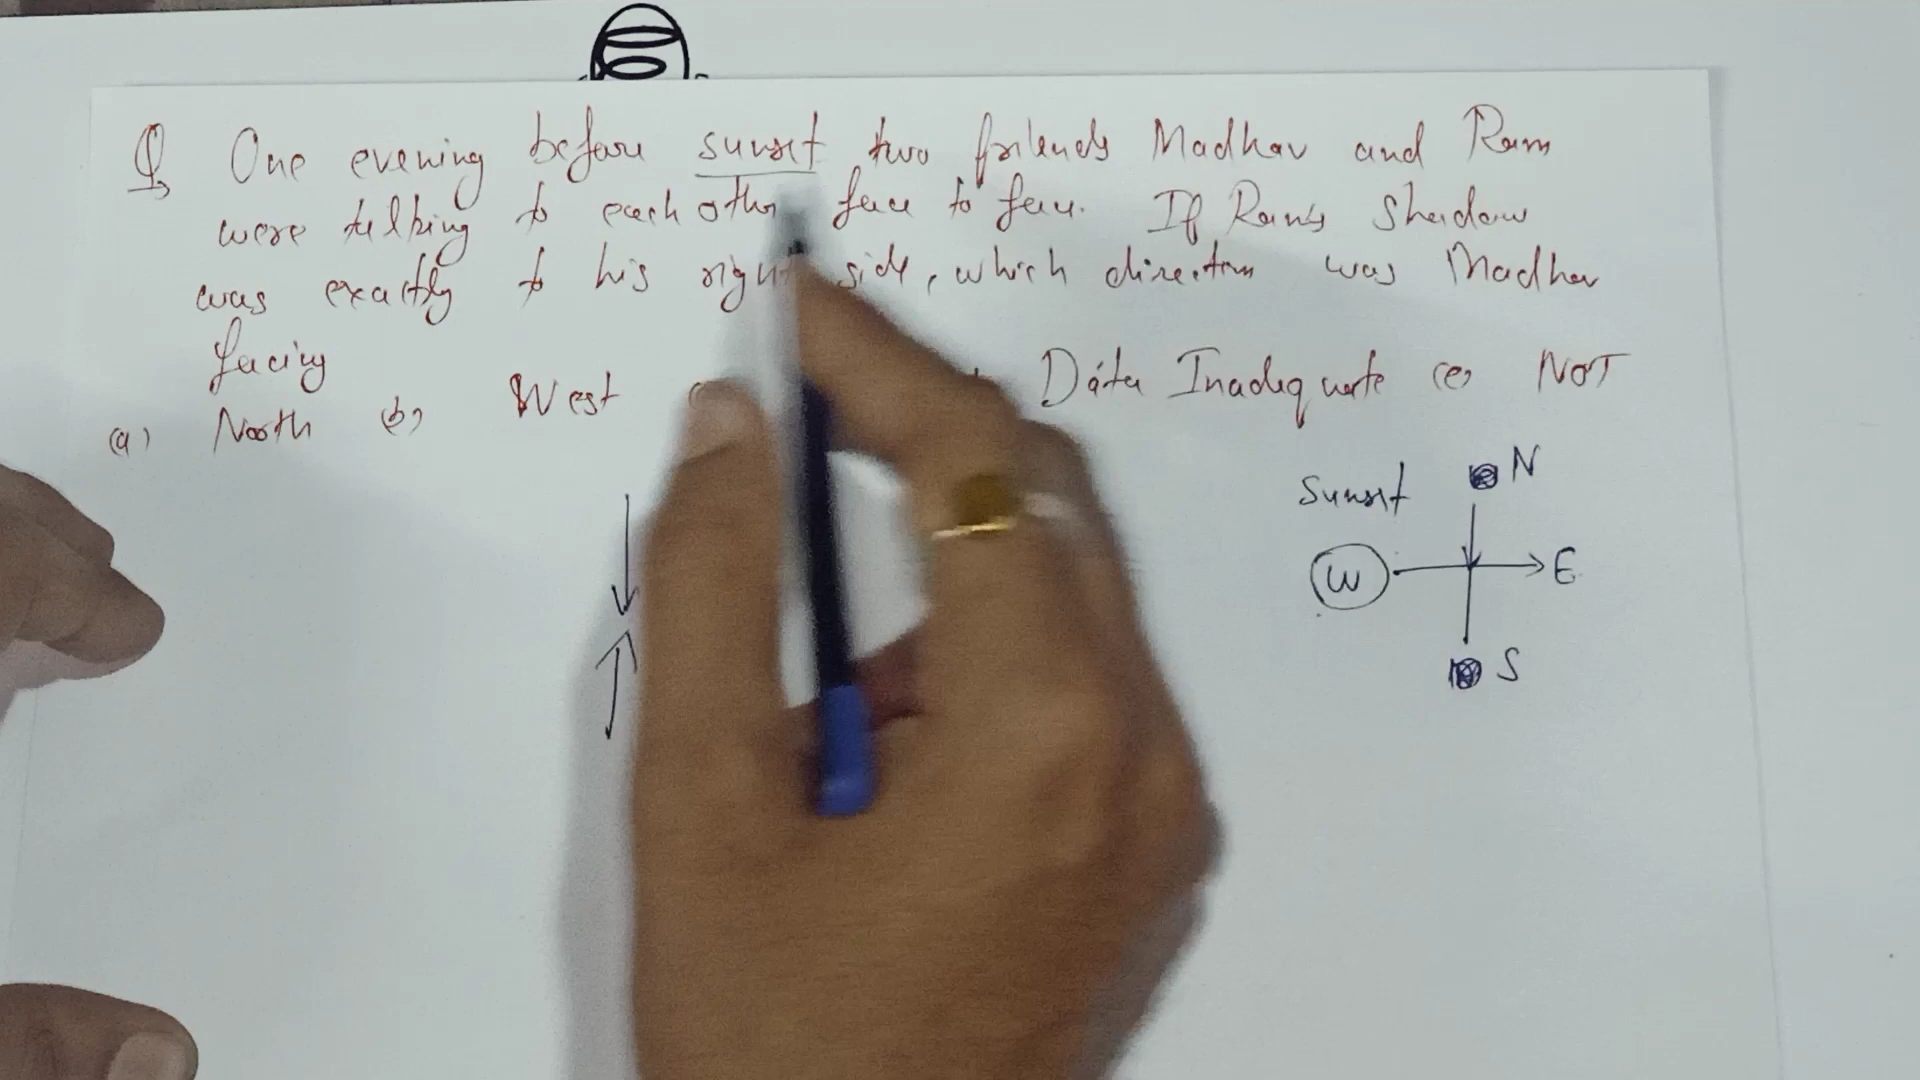 Q One evening before sunset two friends Madhav and Ram
were talking to each other face to face. If Ram's Shadow
was exactly to his right side, which direction was Madhav
facing
(a) North (b) West Data Inadequate (e) NOT
Sunset N
W E
S